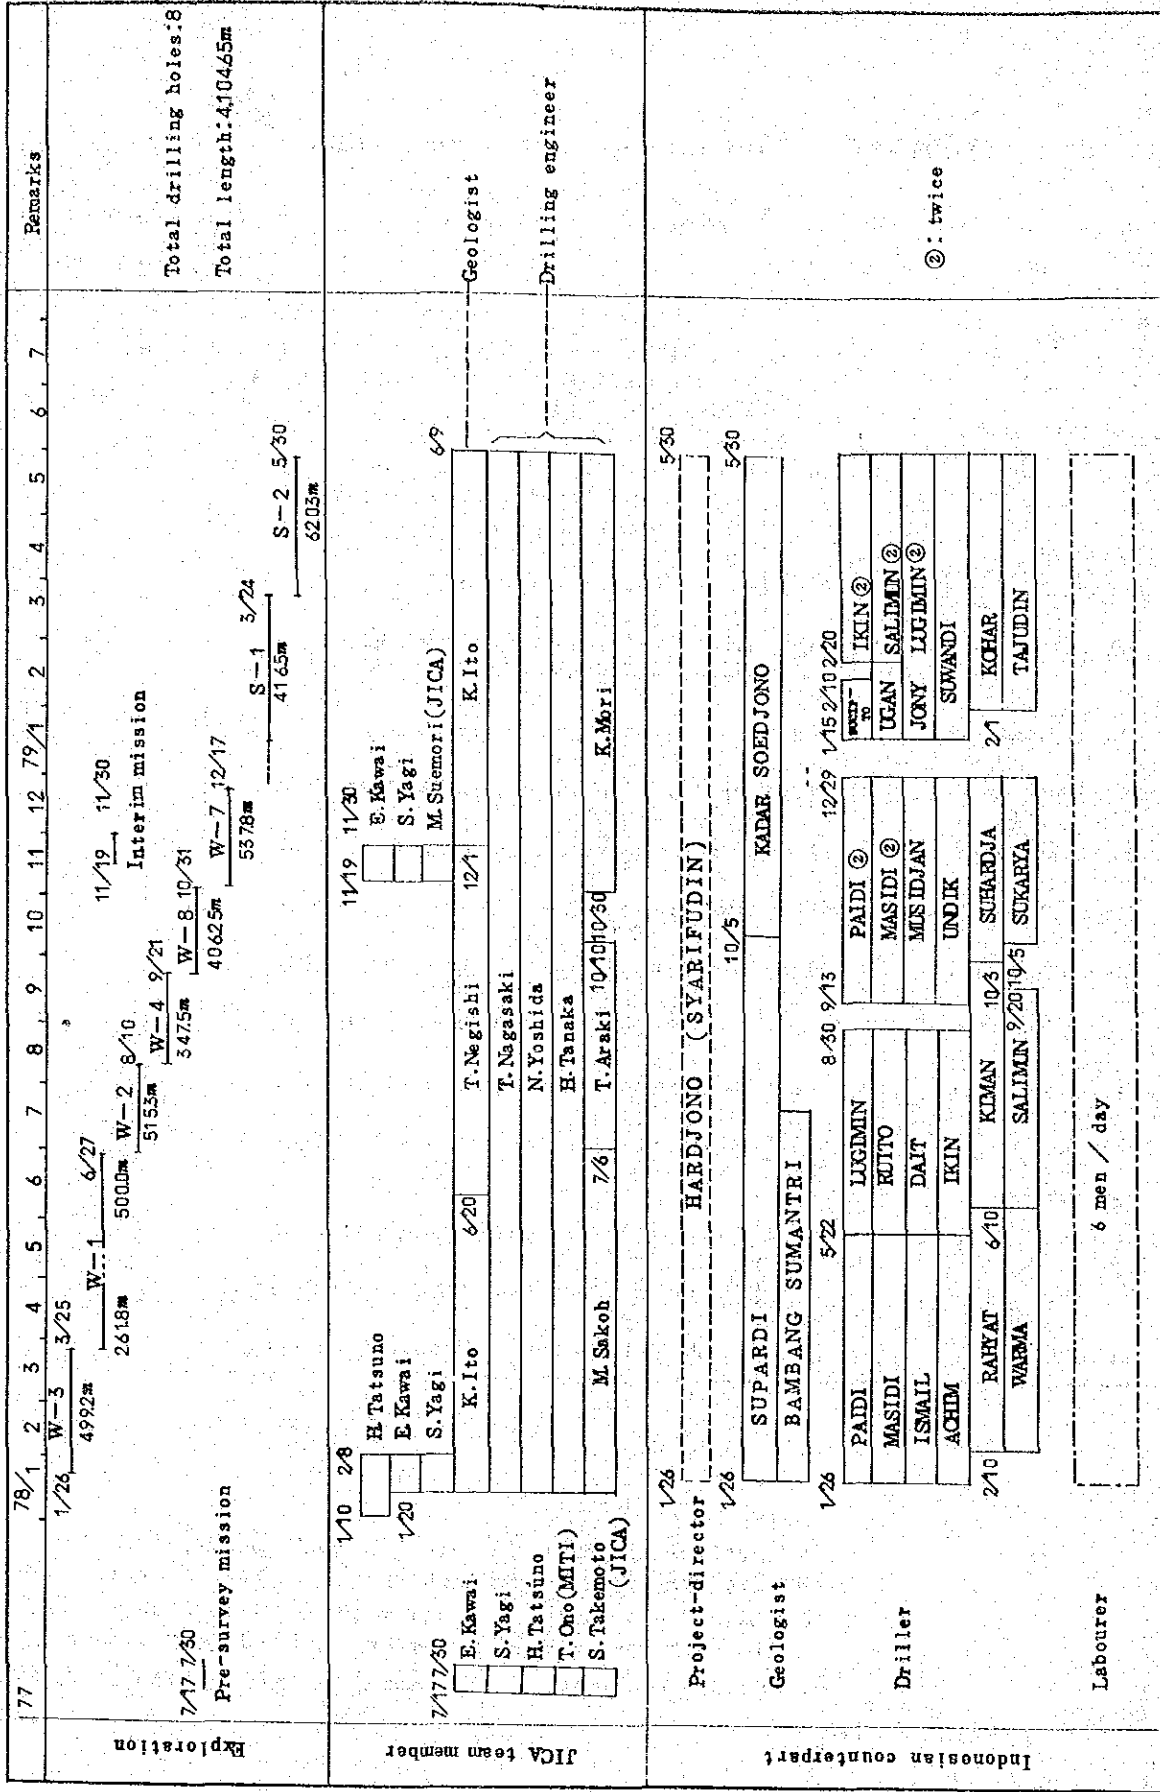 77 78/1 2 3 4 5 6 7 8 9 10 11 12 79/1 2 3 4 5 6 7 Remarks
Exploration
7/17 7/30
Pre-survey mission
1/26 W-3 3/25
499.2m
W-1 6/27
261.8m 500.0m
W-2 8/10
515.3m
W-4 9/21
347.5m
W-8 10/31
406.25m
11/19 11/30
Interim mission
W-7 12/17
537.8m
S-1 3/24
416.5m
S-2 5/30
620.3m
Total drilling holes:8
Total length:4,104.65m
JICA team member
7/17 7/30
E.Kawai
S.Yagi
H.Tatsuno
T.Ono(MITI)
S.Takemoto
(JICA)
1/10 2/8
H.Tatsuno
1/20
E.Kawai
S.Yagi
11/19 11/30
E.Kawai
S.Yagi
M.Suemori(JICA)
6/9
K.Ito 6/20 T.Negishi 12/1 K.Ito Geologist
T.Nagasaki
N.Yoshida
H.Tanaka
Drilling engineer
M.Sakoh 7/6 T.Araki 10/10 10/30 K.Mori
Indonesian counterpart
Project-director
1/26 HARDJONO (SYARIFUDIN) 5/30
Geologist
1/26 10/5 5/30
SUPARDI KADAR SOEDJONO
BAMBANG SUMANTRI
Driller
1/26 5/22 8/30 9/13 12/29 1/15 2/10 2/20
PAIDI LUGIMIN PAIDI ② IKIN ②
TO
MASIDI RUITO MASIDI ② UGAN SALIMIN ②
ISMAIL DAIT MUSIDJAN JONY LUGIMIN ②
ACHIM IKIN UNDIK SUWANDI
②: twice
2/10 RAHYAT 6/10 KIMAN 10/3 SUHARDJA 2/1 KOHAR
WARMA SALIMIN 9/20 10/5 SUKARYA TAJUDIN
Labourer
6 men / day